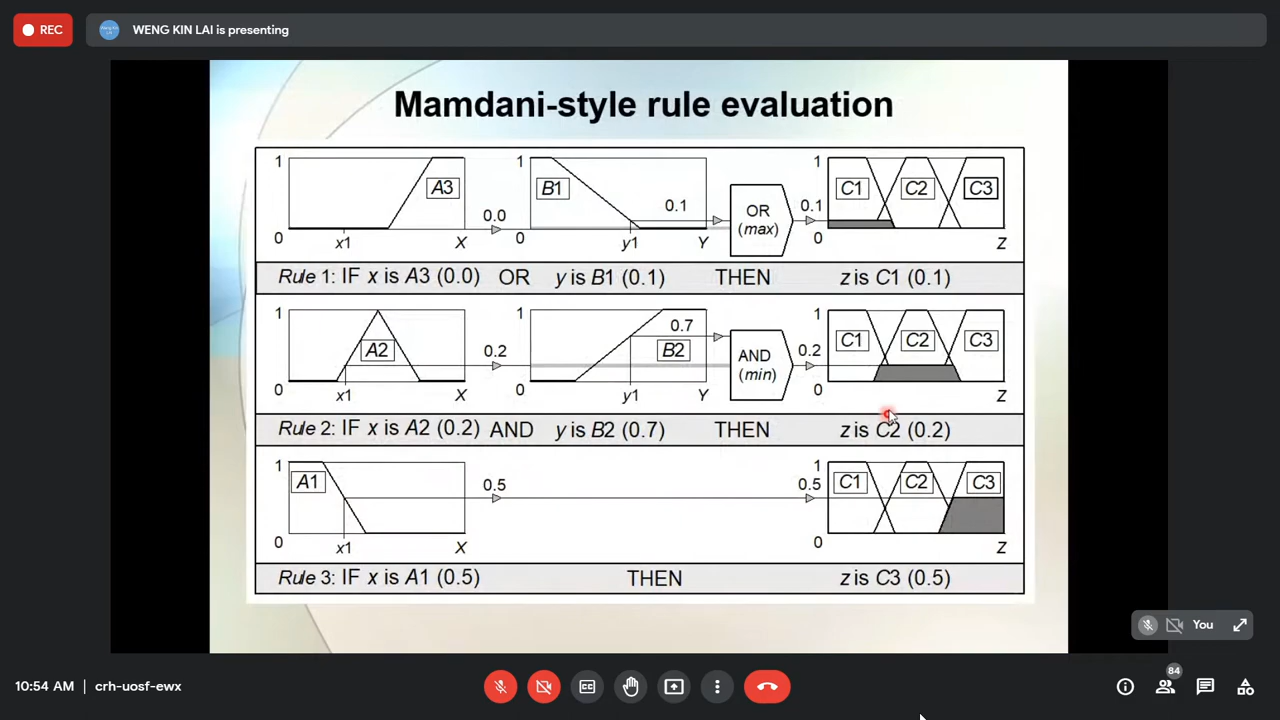 REC
WENG KIN LAI is presenting
Mamdani-style rule evaluation
1 A3 0.0 0 x1 X
1 B1 0.1 0 y1 Y
OR
(max)
0.1
1 C1 C2 C3
0 Z
Rule 1: IF x is A3 (0.0) OR y is B1 (0.1) THEN z is C1 (0.1)
1 A2 0.2 0 x1 X
1 0.7 B2 0 y1 Y
AND
(min)
0.2
1 C1 C2 C3
0 Z
Rule 2: IF x is A2 (0.2) AND y is B2 (0.7) THEN z is C2 (0.2)
1 A1 0.5 0 x1 X
0.5
1 C1 C2 C3
0 Z
Rule 3: IF x is A1 (0.5) THEN z is C3 (0.5)
You
10:54 AM | crh-uosf-ewx
84